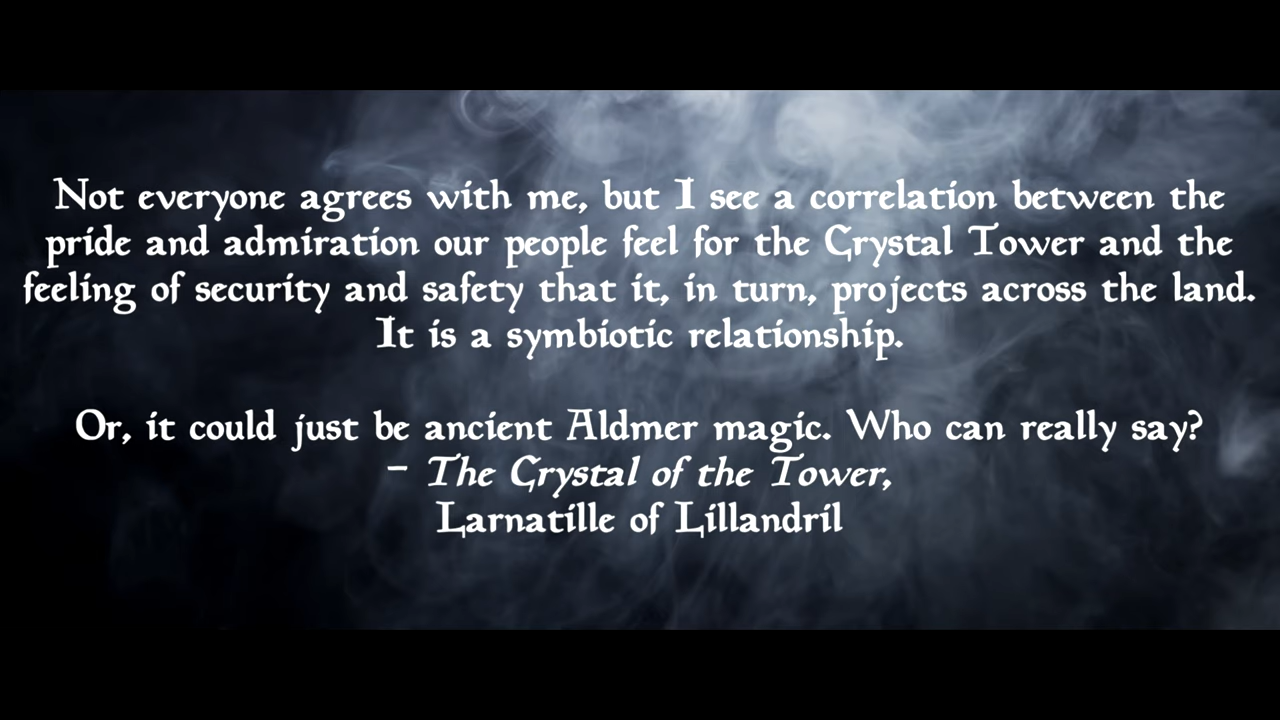 Not everyone agrees with me, but I see a correlation between the
pride and admiration our people feel for the Crystal Tower and the
feeling of security and safety that it, in turn, projects across the land.
It is a symbiotic relationship.
Or, it could just be ancient Aldmer magic. Who can really say?
– The Crystal of the Tower,
Larnatille of Lillandril